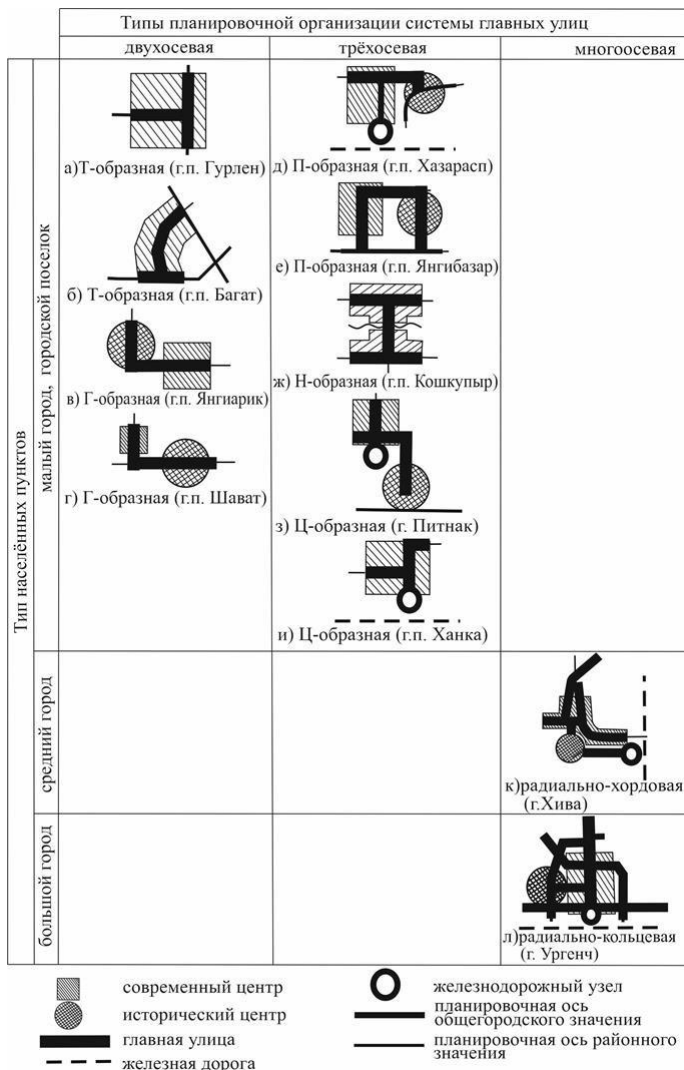 Типы планировочной организации системы главных улиц
двухосевая
трёхосевая
многоосевая
Тип населённых пунктов
малый город, городской поселок
а)Т-образная (г.п. Гурлен)
б) Т-образная (г.п. Багат)
в) Г-образная (г.п. Янгиарик)
г) Г-образная (г.п. Шават)
д) П-образная (г.п. Хазарасп)
е) П-образная (г.п. Янгибазар)
ж) Н-образная (г.п. Кошкупыр)
з) Ц-образная (г. Питнак)
и) Ц-образная (г.п. Ханка)
средний город
к)радиально-хордовая
(г.Хива)
большой город
л)радиально-кольцевая
(г. Ургенч)
современный центр
исторический центр
главная улица
железная дорога
железнодорожный узел
планировочная ось
общегородского значения
планировочная ось районного
значения